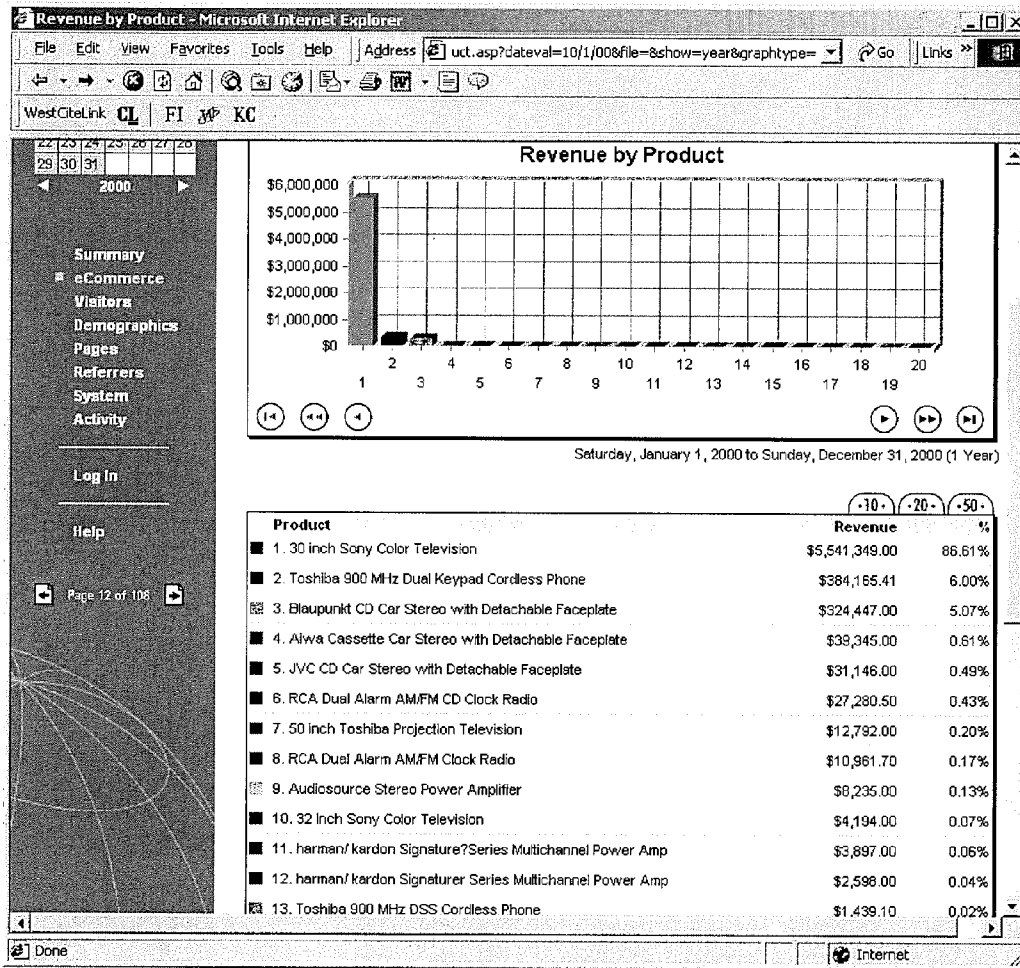 Revenue by Product - Microsoft Internet Explorer
File Edit View Favorites Tools Help Address uct.asp?dateval=10/1/00&file=&show=year&graphtype= Go Links »
WestCiteLink CL FI KC
22 23 24 25 26 27 28
29 30 31
2000
Summary
eCommerce
Visitors
Demographics
Pages
Referrers
System
Activity
Log In
Help
Page 12 of 108
Revenue by Product
$6,000,000
$5,000,000
$4,000,000
$3,000,000
$2,000,000
$1,000,000
$0
2 4 6 8 10 12 14 16 18 20
1 3 5 7 9 11 13 15 17 19
Saturday, January 1, 2000 to Sunday, December 31, 2000 (1 Year)
·10· ·20· ·50·
Product Revenue %
1. 30 inch Sony Color Television $5,541,349.00 86.61%
2. Toshiba 900 MHz Dual Keypad Cordless Phone $384,165.41 6.00%
3. Blaupunkt CD Car Stereo with Detachable Faceplate $324,447.00 5.07%
4. Aiwa Cassette Car Stereo with Detachable Faceplate $39,345.00 0.61%
5. JVC CD Car Stereo with Detachable Faceplate $31,146.00 0.49%
6. RCA Dual Alarm AM/FM CD Clock Radio $27,280.50 0.43%
7. 50 inch Toshiba Projection Television $12,792.00 0.20%
8. RCA Dual Alarm AM/FM Clock Radio $10,961.70 0.17%
9. Audiosource Stereo Power Amplifier $8,235.00 0.13%
10. 32 Inch Sony Color Television $4,194.00 0.07%
11. harman/kardon Signature?Series Multichannel Power Amp $3,897.00 0.06%
12. harman/kardon Signaturer Series Multichannel Power Amp $2,598.00 0.04%
13. Toshiba 900 MHz DSS Cordless Phone $1,439.10 0.02%
Done Internet